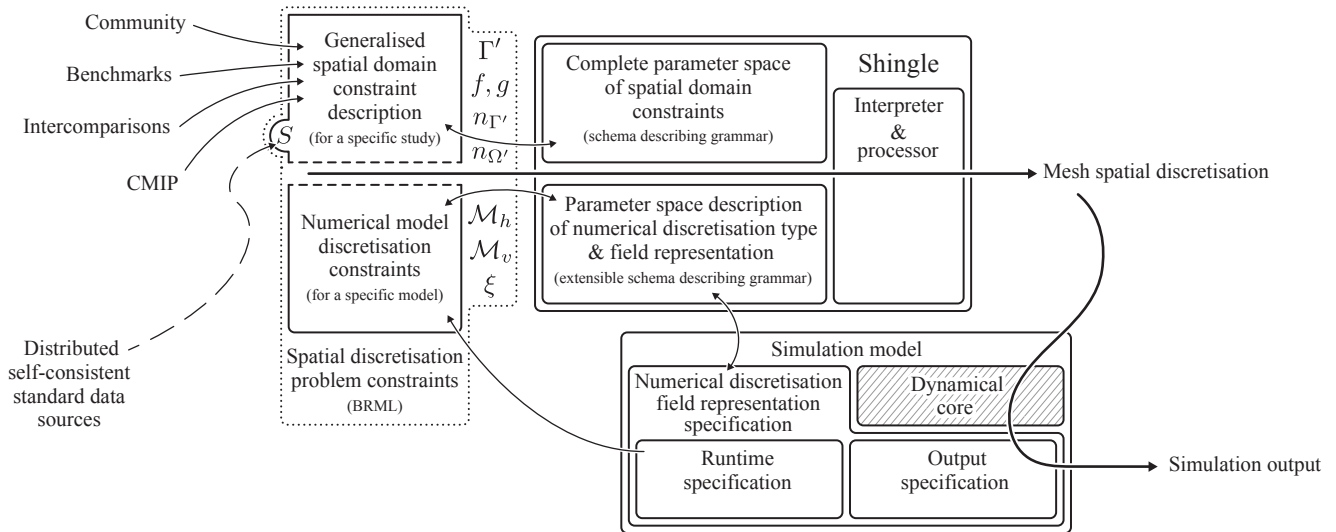 Community
Benchmarks
Intercomparisons
CMIP
Distributed
self-consistent
standard data
sources
S
Generalised
spatial domain
constraint
description
(for a specific study)
Γ′
f, g
n_Γ′
n_Ω′
Numerical model
discretisation
constraints
(for a specific model)
ℳ_h
ℳ_v
ξ
Spatial discretisation
problem constraints
(BRML)
Shingle
Complete parameter space
of spatial domain
constraints
(schema describing grammar)
Interpreter
&
processor
Parameter space description
of numerical discretisation type
& field representation
(extensible schema describing grammar)
Mesh spatial discretisation
Simulation model
Numerical discretisation
field representation
specification
Dynamical
core
Runtime
specification
Output
specification
Simulation output